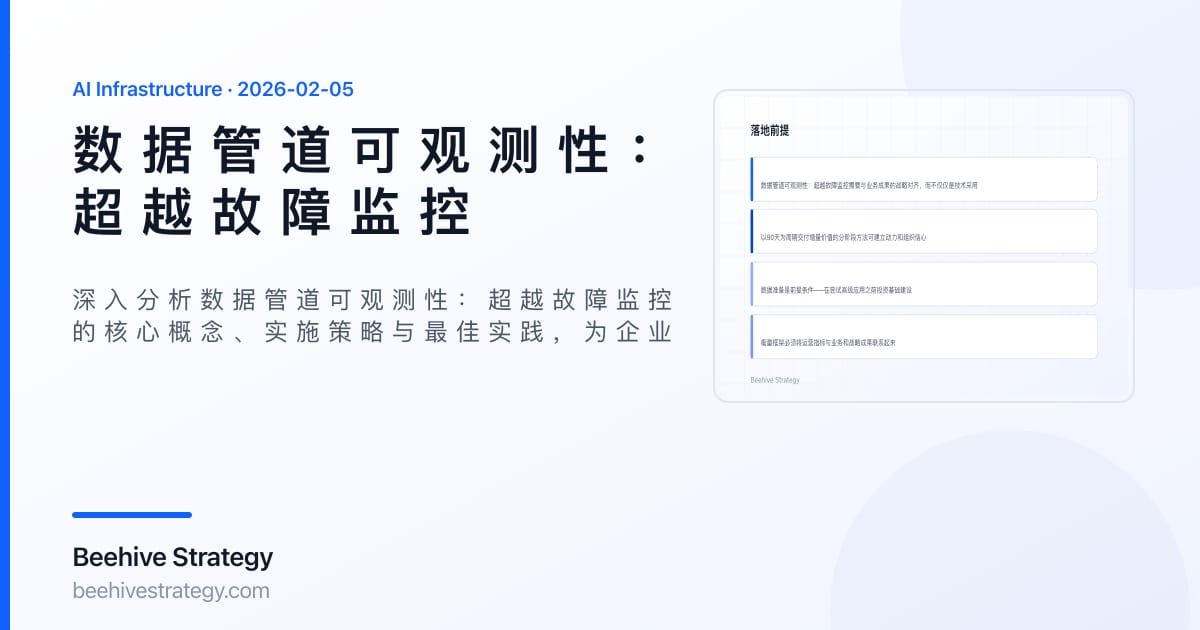 AI Infrastructure · 2026-02-05
数据管道可观测性：
超越故障监控
深入分析数据管道可观测性：超越故障监控
的核心概念、实施策略与最佳实践，为企业
Beehive Strategy
beehivestrategy.com
落地前提
数据管道可观测性：超越故障监控需要与业务成果的战略对齐，而不仅仅是技术采用
以90天为周期交付增量价值的分阶段方法可建立动力和组织信心
数据准备是前提条件——在尝试高级应用之前投资基础建设
衡量框架必须将运营指标与业务和战略成果联系起来
Beehive Strategy